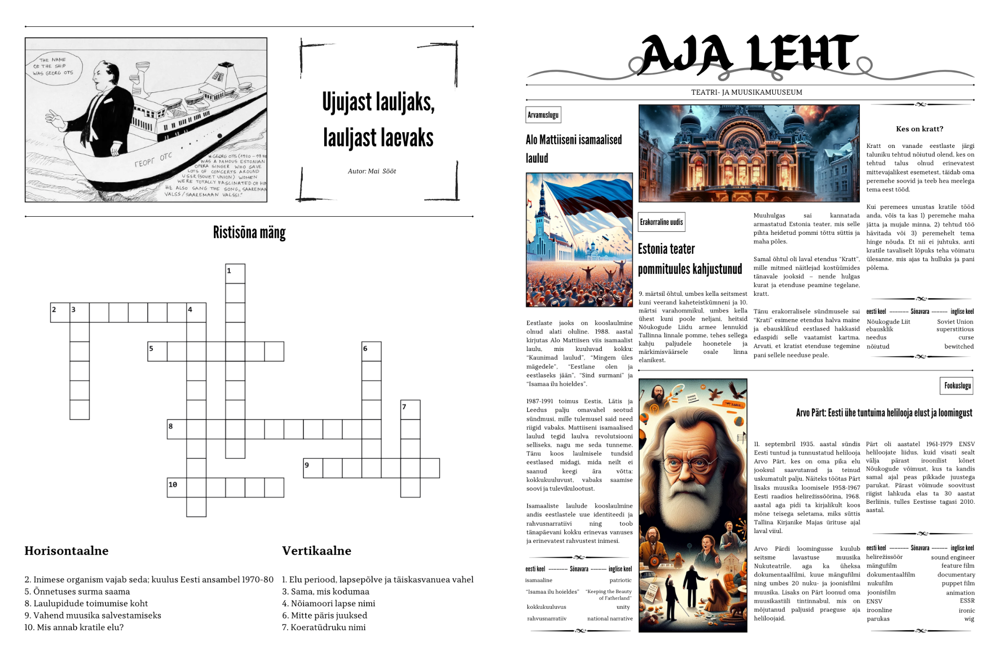 THE NAME
OF THE SHIP
WAS GEORG OTS
ГЕОРГ ОТС
* GEORG OTS (1920 – 1975
WAS A FAMOUS ESTONIAN
OPERA SINGER WHO GAVE
LOTS OF CONCERTS AROUND
USSR (SOVIET UNION) WOMEN
WERE TOTALLY FASCINATED OF HIM
HE ALSO SANG THE SONG „ SAAREMAA
VALSS / SAAREMAAN VALSSI."
Ujujast lauljaks,
lauljast laevaks
Autor: Mai Sööt
Ristisõna mäng
1
2 3 4
5
6
7
8
9
10
Horisontaalne
2. Inimese organism vajab seda; kuulus Eesti ansambel 1970-80
5. Õnnetuses surma saama
8. Laulupidude toimumise koht
9. Vahend muusika salvestamiseks
10. Mis annab kratile elu?
Vertikaalne
1. Elu periood, lapsepõlve ja täiskasvanuea vahel
3. Sama, mis kodumaa
4. Nõiamoori lapse nimi
6. Mitte päris juuksed
7. Koeratüdruku nimi
AJA LEHT
TEATRI- JA MUUSIKAMUUSEUM
Arvamuslugu
Alo Mattiiseni isamaalised
laulud
Eestlaste jaoks on kooslaulmine
olnud alati oluline. 1988. aastal
kirjutas Alo Mattiisen viis isamaalist
laulu, mis kuuluvad kokku:
“Kaunimad laulud”, “Mingem üles
mägedele”, “Eestlane olen ja
eestlaseks jään”, “Sind surmani” ja
“Isamaa ilu hoieldes”.
1987-1991 toimus Eestis, Lätis ja
Leedus palju omavahel seotud
sündmusi, mille tulemusel said need
riigid vabaks. Mattiiseni isamaalised
laulud tegid laulva revolutsiooni
selliseks, nagu me seda tunneme.
Tänu koos laulmisele tundsid
eestlased midagi, mida neilt ei
saanud keegi ära võtta:
kokkukuuluvust, vabaks saamise
soovi ja tulevikulootust.
Isamaaliste laulude kooslaulmine
andis eestlastele uue identiteedi ja
rahvusnarratiivi ning toob
tänapäevani kokku erinevas vanuses
ja erinevatest rahvustest inimesi.
eesti keel ------------ Sõnavara ---------- inglise keel
isamaaline patriotic
“Isamaa ilu hoieldes” “Keeping the Beauty
of Fatherland”
kokkukuuluvus unity
rahvusnarratiiv national narrative
Erakorraline uudis
Estonia teater
pommituules kahjustunud
9. märtsil õhtul, umbes kella seitsmest
kuni veerand kaheteistkümneni ja 10.
märtsi varahommikul, umbes kella
ühest kuni poole neljani, heitsid
Nõukogude Liidu armee lennukid
Tallinna linnale pomme, tehes sellega
kahju paljudele hoonetele ja
märkimisväärsele osale linna
elanikest.
Muuhulgas sai kannatada
armastatud Estonia teater, mis selle
pihta heidetud pommi tõttu süttis ja
maha põles.
Samal õhtul oli laval etendus “Kratt”,
mille mitmed näitlejad kostüümides
tänavale jooksid – nende hulgas
kurat ja etenduse peamine tegelane,
kratt.
Tänu erakorralisele sündmusele sai
“Krati” esimene etendus halva maine
ja ebausklikud eestlased hakkasid
edaspidi selle vaatamist kartma.
Arvati, et kratist etenduse tegemine
pani sellele needuse peale.
Kes on kratt?
Kratt on vanade eestlaste järgi
taluniku tehtud nõiutud olend, kes on
tehtud talus olnud erinevatest
mittevajalikest esemetest, täidab oma
peremehe soovid ja teeb hea meelega
tema eest tööd.
Kui peremees unustas kratile tööd
anda, võis ta kas 1) peremehe maha
jätta ja mujale minna, 2) tehtud töö
hävitada või 3) peremehelt tema
hinge nõuda. Et nii ei juhtuks, anti
kratile tavaliselt lõpuks teha võimatu
ülesanne, mis ajas ta hulluks ja pani
põlema.
eesti keel ------------ Sõnavara ---------- inglise keel
Nõukogude Liit Soviet Union
ebausklik superstitious
needus curse
nõiutud bewitched
Fookuslugu
Arvo Pärt: Eesti ühe tuntuima helilooja elust ja loomingust
11. septembril 1935. aastal sündis
Eesti tuntud ja tunnustatud helilooja
Arvo Pärt, kes on oma pika elu
jooksul saavutanud ja teinud
uskumatult palju. Näiteks töötas Pärt
lisaks muusika loomisele 1958-1967
Eesti raadios helirežissöörina, 1968.
aastal aga pidi ta kirjalikult koos
mõne teisega seletama, miks süttis
Tallina Kirjanike Majas ürituse ajal
laval viiul.
Arvo Pärdi loomingusse kuulub
seitsme lavastuse muusika
Nukuteatrile, aga ka üheksa
dokumentaalfilmi, kuue mängufilmi
ning umbes 20 nuku- ja joonisfilmi
muusika. Lisaks on Pärt loonud oma
muusikastiili tintinnabul, mis on
mõjutanud paljusid praeguse aja
heliloojaid.
Pärt oli aastatel 1961-1979 ENSV
heliloojate liidus, kuid visati sealt
välja pärast iroonilist kõnet
Nõukogude võimust, kus ta kandis
samal ajal peas pikkade juustega
parukat. Pärast võimude soovitust
riigist lahkuda elas ta 30 aastat
Berliinis, tulles Eestisse tagasi 2010.
aastal.
eesti keel ------------ Sõnavara ---------- inglise keel
helirežissöör sound engineer
mängufilm feature film
dokumentaalfilm documentary
nukufilm puppet film
joonisfilm animation
ENSV ESSR
irooniline ironic
parukas wig